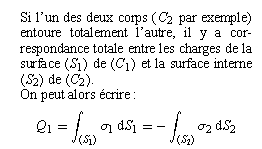 Si l'un des deux corps (C₂ par exemple)
entoure totalement l'autre, il y a cor-
respondance totale entre les charges de la
surface (S₁) de (C₁) et la surface interne
(S₂) de (C₂).
On peut alors écrire :
Q₁ = ∫_(S₁) σ₁ dS₁ = − ∫_(S₂) σ₂ dS₂